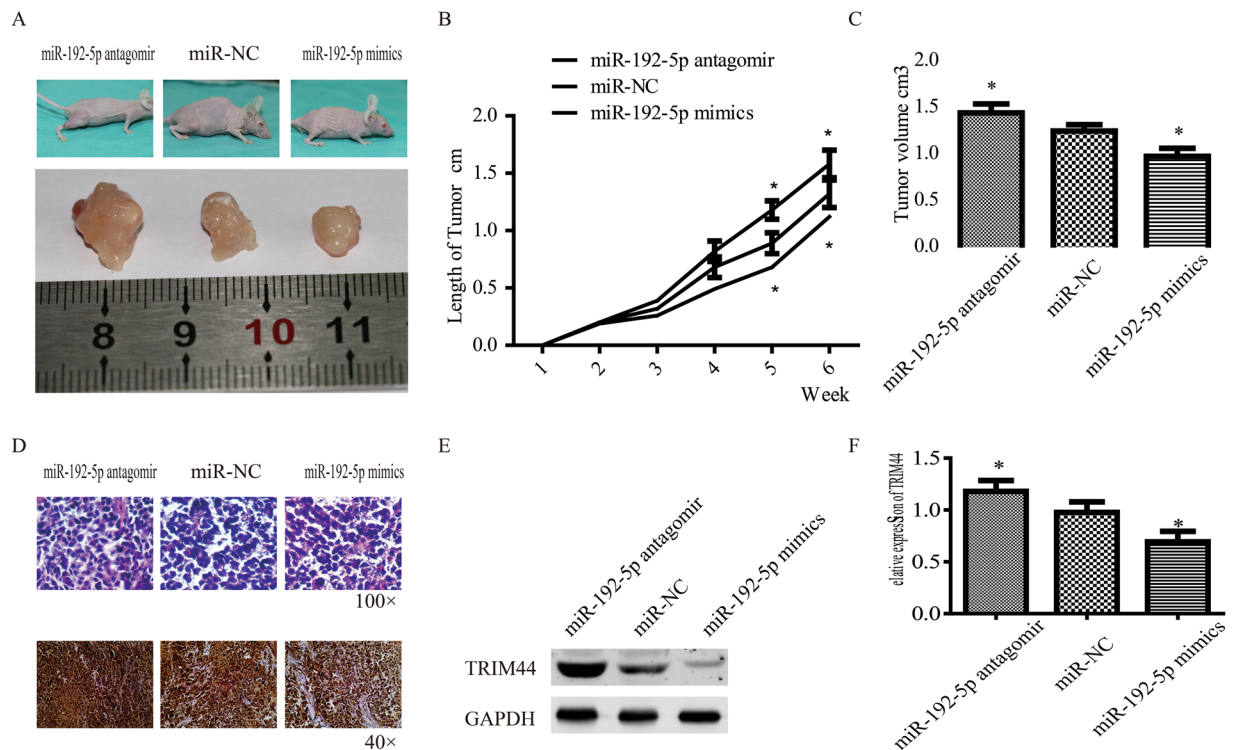 A
miR-192-5p antagomir
miR-NC
miR-192-5p mimics
8 9 10 11
B
miR-192-5p antagomir
miR-NC
miR-192-5p mimics
Length of Tumor cm
2.0
1.5
1.0
0.5
0.0
* *
* *
1 2 3 4 5 6
Week
C
Tumor volume cm3
2.0
1.5
1.0
0.5
0.0
* *
miR-192-5p antagomir
miR-NC
miR-192-5p mimics
D
miR-192-5p antagomir
miR-NC
miR-192-5p mimics
100×
40×
E
miR-192-5p antagomir
miR-NC
miR-192-5p mimics
TRIM44
GAPDH
F
elative expression of TRIM44
1.5
1.0
0.5
0.0
* *
miR-192-5p antagomir
miR-NC
miR-192-5p mimics